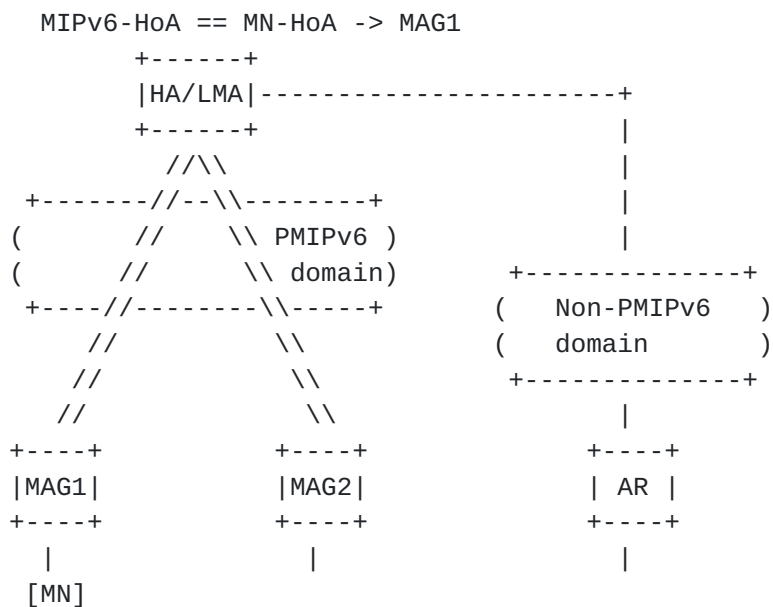 MIPv6-HoA == MN-HoA -> MAG1
+------+
|HA/LMA|-----------------------+
+------+                       |
//\\                         |
+-------//--\\--------+             |
(       //    \\ PMIPv6 )            |
(      //      \\ domain)     +--------------+
+----//--------\\-----+      (   Non-PMIPv6   )
//          \\            (   domain       )
//            \\            +--------------+
//              \\                 |
+----+           +----+            +----+
|MAG1|           |MAG2|            | AR |
+----+           +----+            +----+
|                |                 |
[MN]